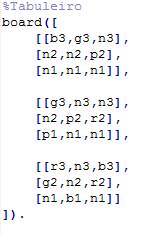 %Tabuleiro
board([
[[b3,g3,n3],
[n2,n2,p2],
[n1,n1,n1]],
[[g3,n3,n3],
[n2,p2,r2],
[p1,n1,n1]],
[[r3,n3,b3],
[g2,n2,r2],
[n1,b1,n1]]
]).